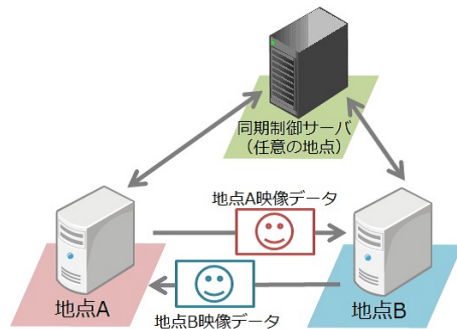 同期制御サーバ
（任意の地点）
地点A映像データ
地点A
地点B
地点B映像データ